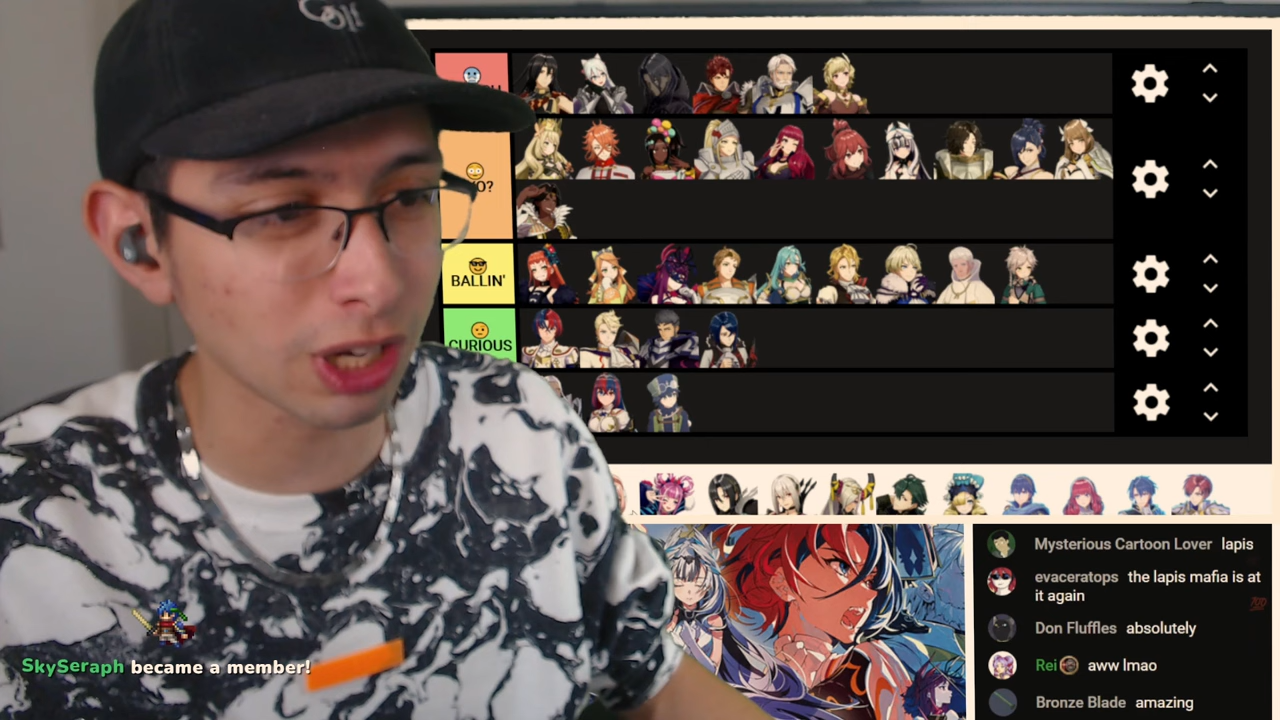 BALLIN'
CURIOUS
Mysterious Cartoon Lover lapis
evaceratops the lapis mafia is at
it again
Don Fluffles absolutely
Rei aww lmao
Bronze Blade amazing
SkySeraph became a member!